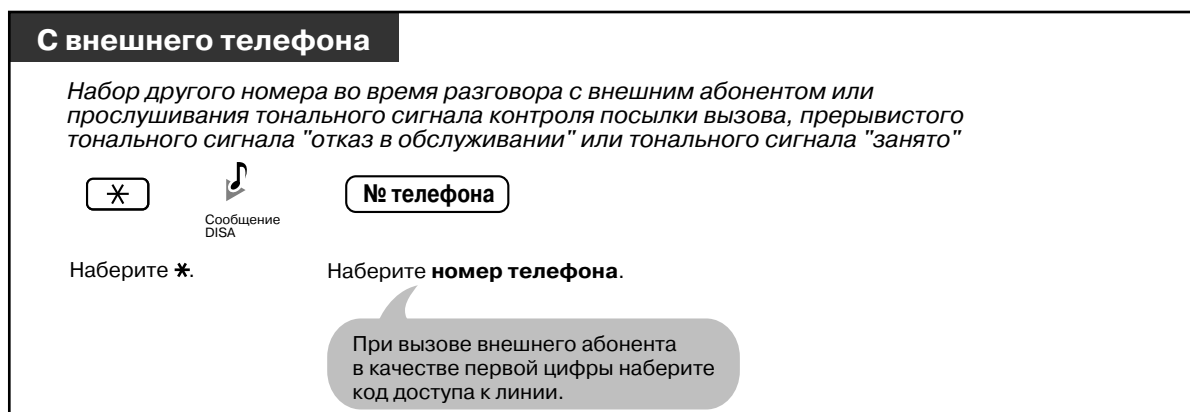 С внешнего телефона
Набор другого номера во время разговора с внешним абонентом или
прослушивания тонального сигнала контроля посылки вызова, прерывистого
тонального сигнала "отказ в обслуживании" или тонального сигнала "занято"
* № телефона
Сообщение
DISA
Наберите *. Наберите номер телефона.
При вызове внешнего абонента
в качестве первой цифры наберите
код доступа к линии.